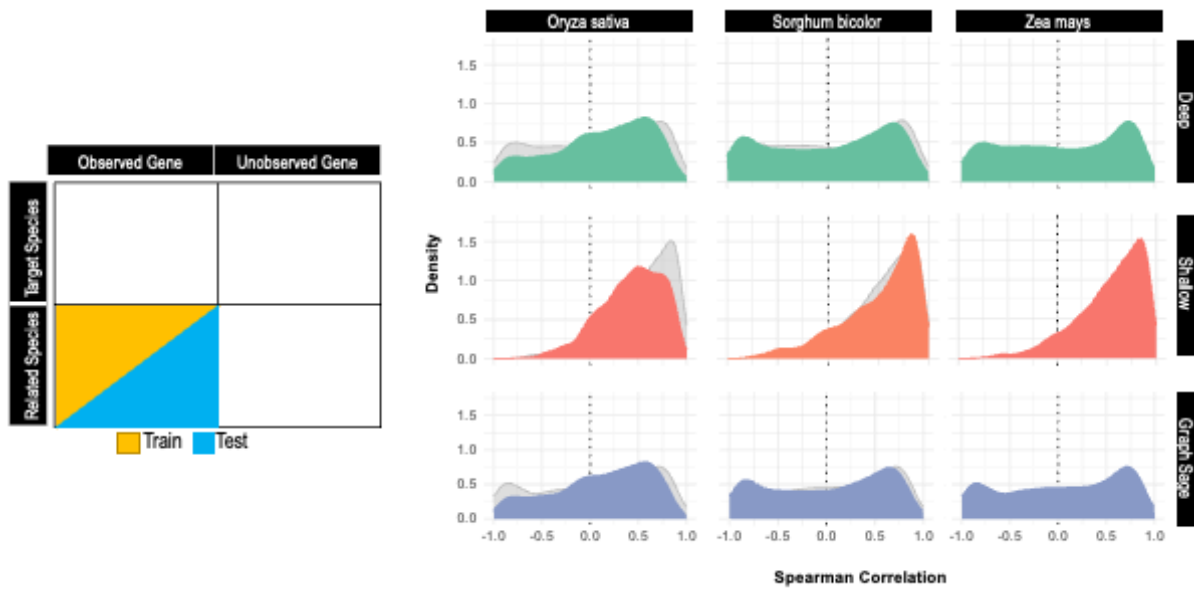 Observed Gene
Unobserved Gene
Target Species
Related Species
Train
Test
Oryza sativa
Sorghum bicolor
Zea mays
Density
1.5
1.0
0.5
0.0
Deep
1.5
1.0
0.5
0.0
Shallow
1.5
1.0
0.5
0.0
Graph Sage
-1.0 -0.5 0.0 0.5 1.0
-1.0 -0.5 0.0 0.5 1.0
-1.0 -0.5 0.0 0.5 1.0
Spearman Correlation